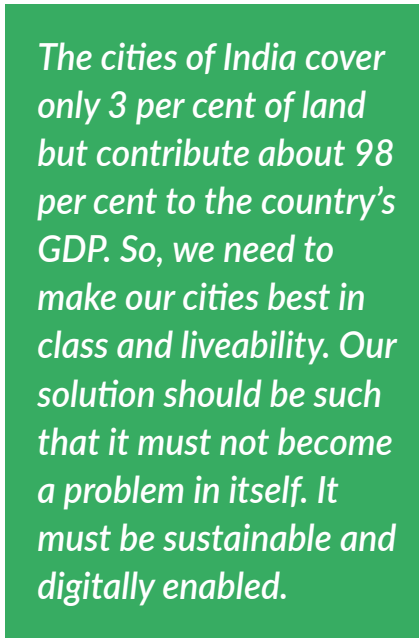 The cities of India cover
only 3 per cent of land
but contribute about 98
per cent to the country’s
GDP. So, we need to
make our cities best in
class and liveability. Our
solution should be such
that it must not become
a problem in itself. It
must be sustainable and
digitally enabled.